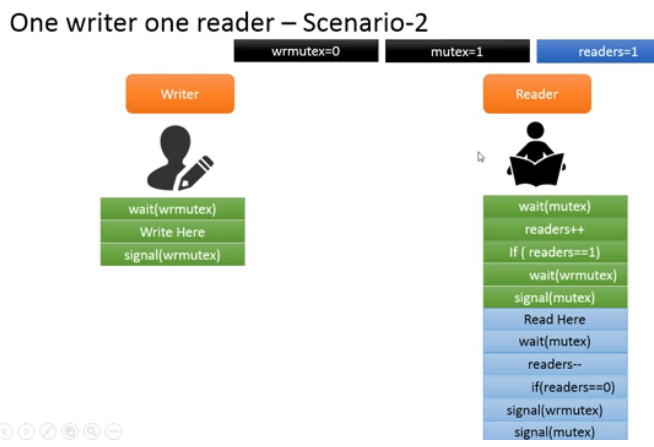 One writer one reader – Scenario-2
wrmutex=0 mutex=1 readers=1
Writer
Reader
wait(wrmutex)
Write Here
signal(wrmutex)
wait(mutex)
readers++
If ( readers==1)
wait(wrmutex)
signal(mutex)
Read Here
wait(mutex)
readers--
if(readers==0)
signal(wrmutex)
signal(mutex)